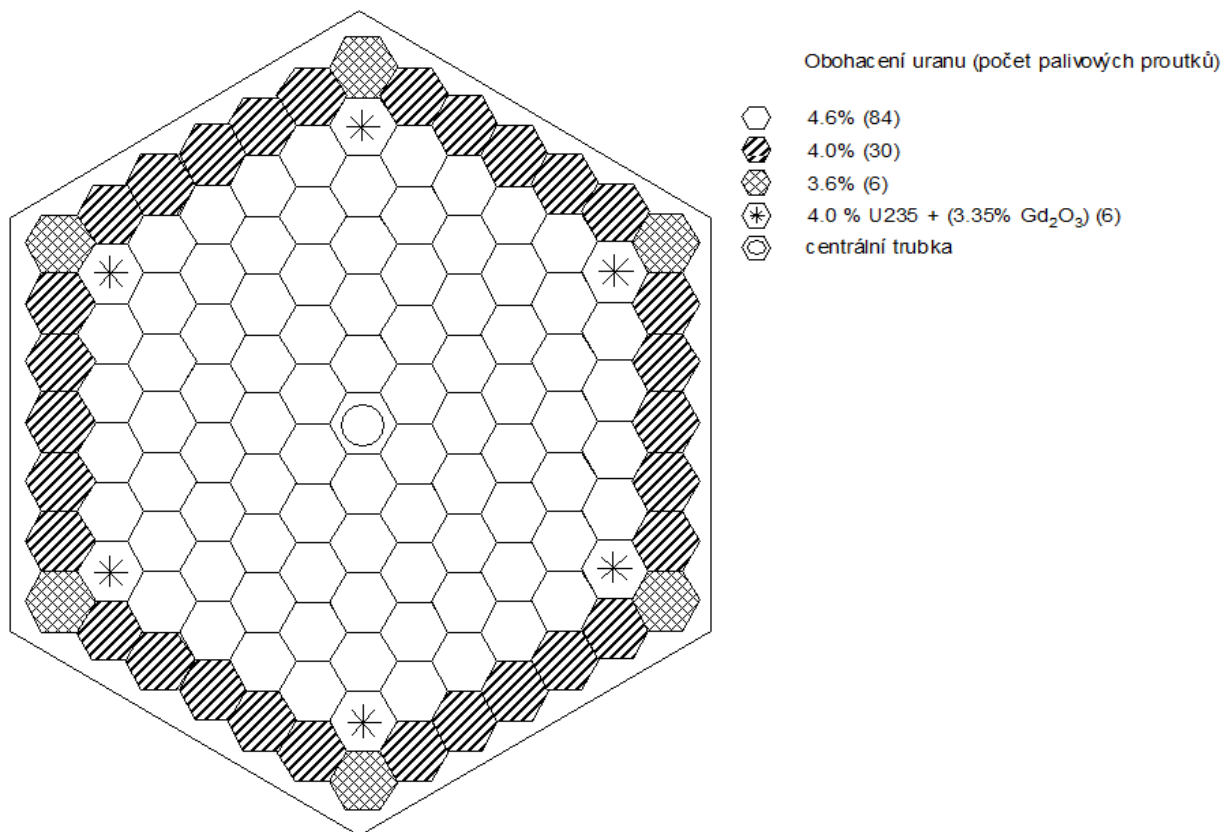 Obohacení uranu (počet palivových proutků)
4.6% (84)
4.0% (30)
3.6% (6)
4.0 % U235 + (3.35% Gd₂O₃) (6)
centrální trubka